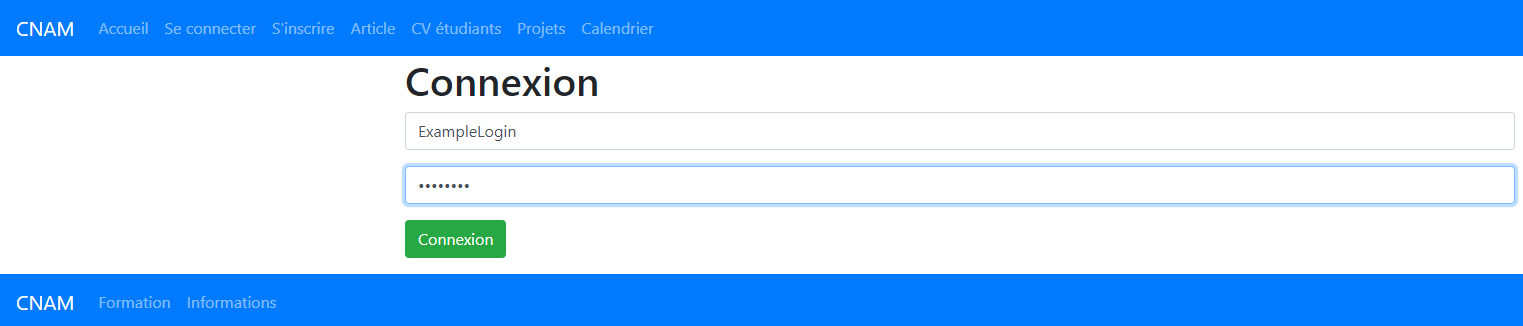 CNAM Accueil Se connecter S'inscrire Article CV étudiants Projets Calendrier
Connexion
ExampleLogin
••••••••
Connexion
CNAM Formation Informations